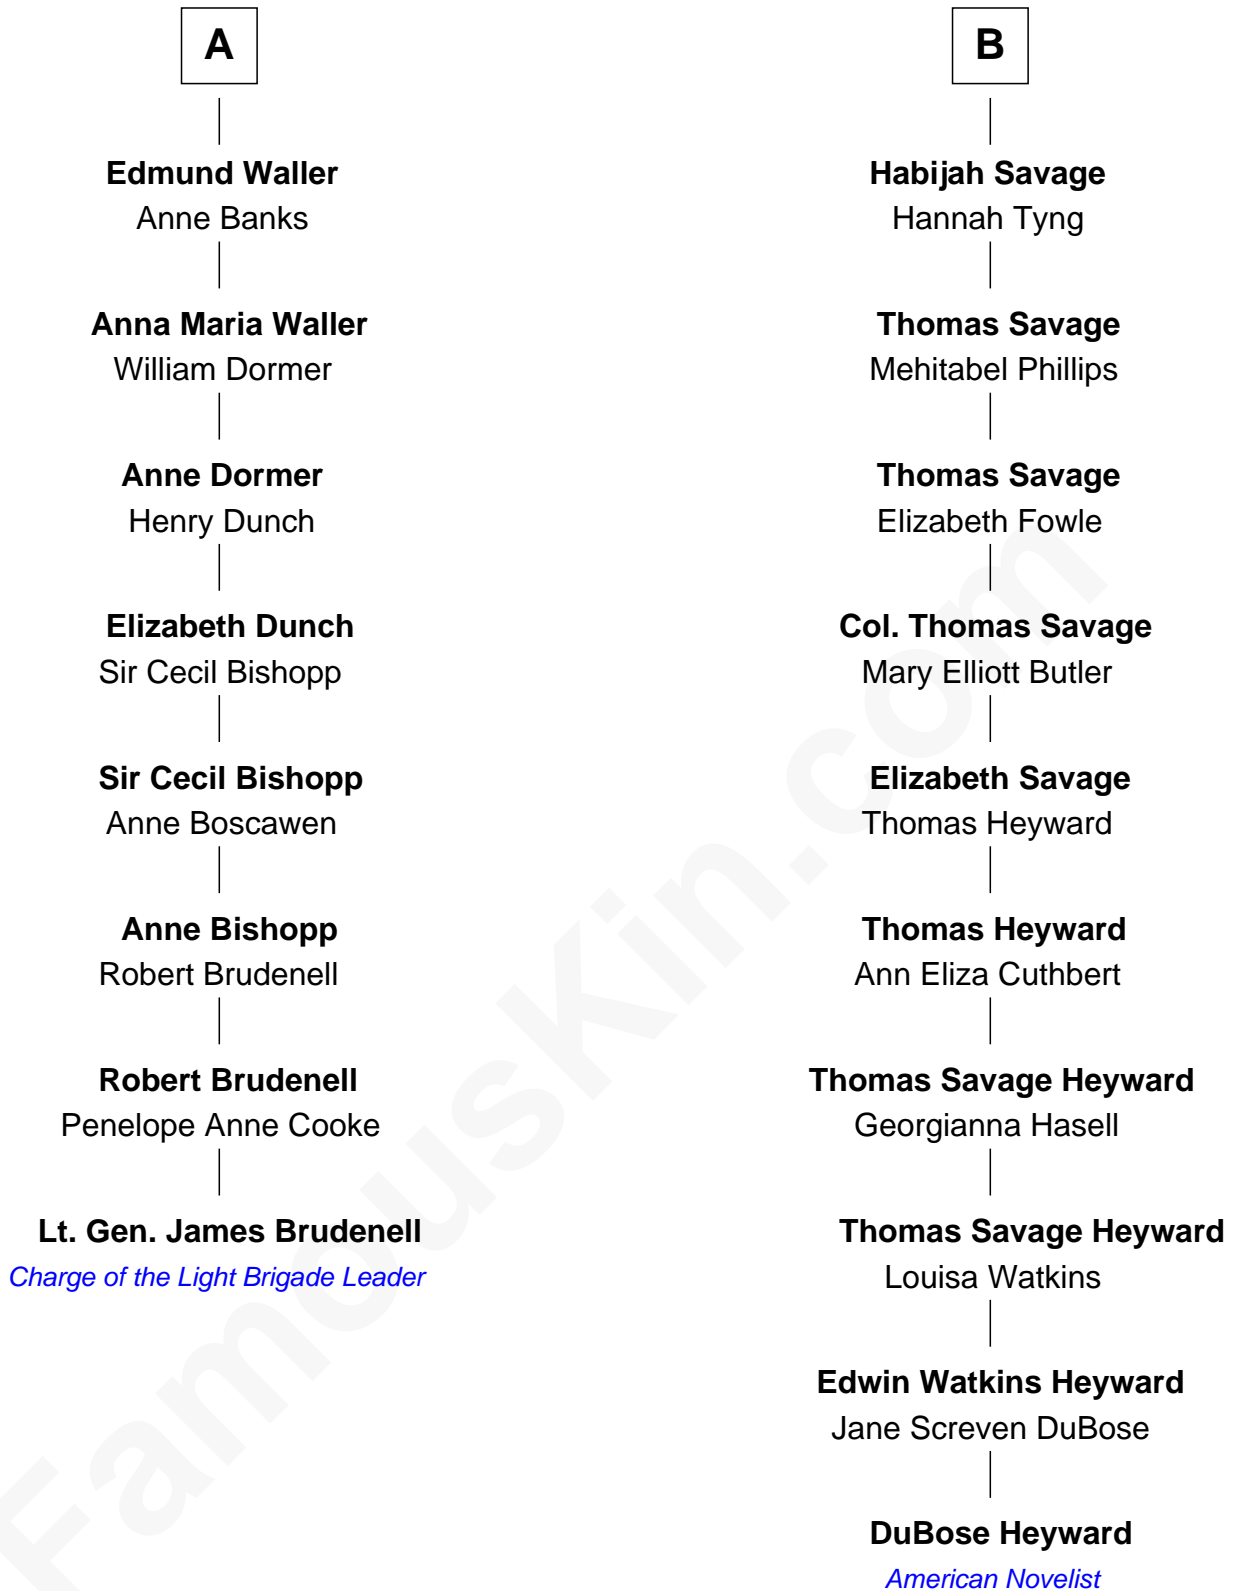 A
Edmund Waller
Anne Banks
Anna Maria Waller
William Dormer
Anne Dormer
Henry Dunch
Elizabeth Dunch
Sir Cecil Bishopp
Sir Cecil Bishopp
Anne Boscawen
Anne Bishopp
Robert Brudenell
Robert Brudenell
Penelope Anne Cooke
Lt. Gen. James Brudenell
Charge of the Light Brigade Leader
B
Habijah Savage
Hannah Tyng
Thomas Savage
Mehitabel Phillips
Thomas Savage
Elizabeth Fowle
Col. Thomas Savage
Mary Elliott Butler
Elizabeth Savage
Thomas Heyward
Thomas Heyward
Ann Eliza Cuthbert
Thomas Savage Heyward
Georgianna Hasell
Thomas Savage Heyward
Louisa Watkins
Edwin Watkins Heyward
Jane Screven DuBose
DuBose Heyward
American Novelist
FamousKin.com